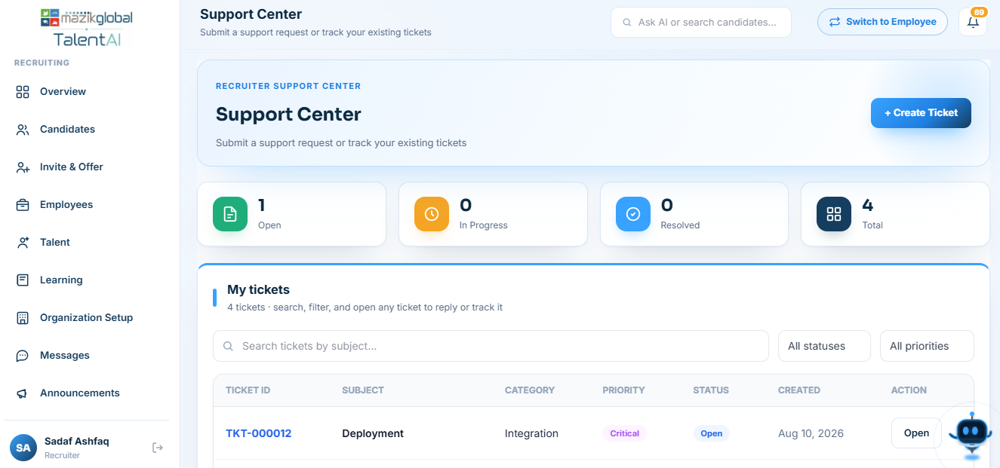 mazikglobal
TalentAI
RECRUITING
Overview
Candidates
Invite & Offer
Employees
Talent
Learning
Organization Setup
Messages
Announcements
SA
Sadaf Ashfaq
Recruiter
Support Center
Submit a support request or track your existing tickets
Ask AI or search candidates...
Switch to Employee
69
RECRUITER SUPPORT CENTER
Support Center
Submit a support request or track your existing tickets
+ Create Ticket
1
Open
0
In Progress
0
Resolved
4
Total
My tickets
4 tickets · search, filter, and open any ticket to reply or track it
Search tickets by subject...
All statuses
All priorities
TICKET ID SUBJECT CATEGORY PRIORITY STATUS CREATED ACTION
TKT-000012 Deployment Integration Critical Open Aug 10, 2026 Open